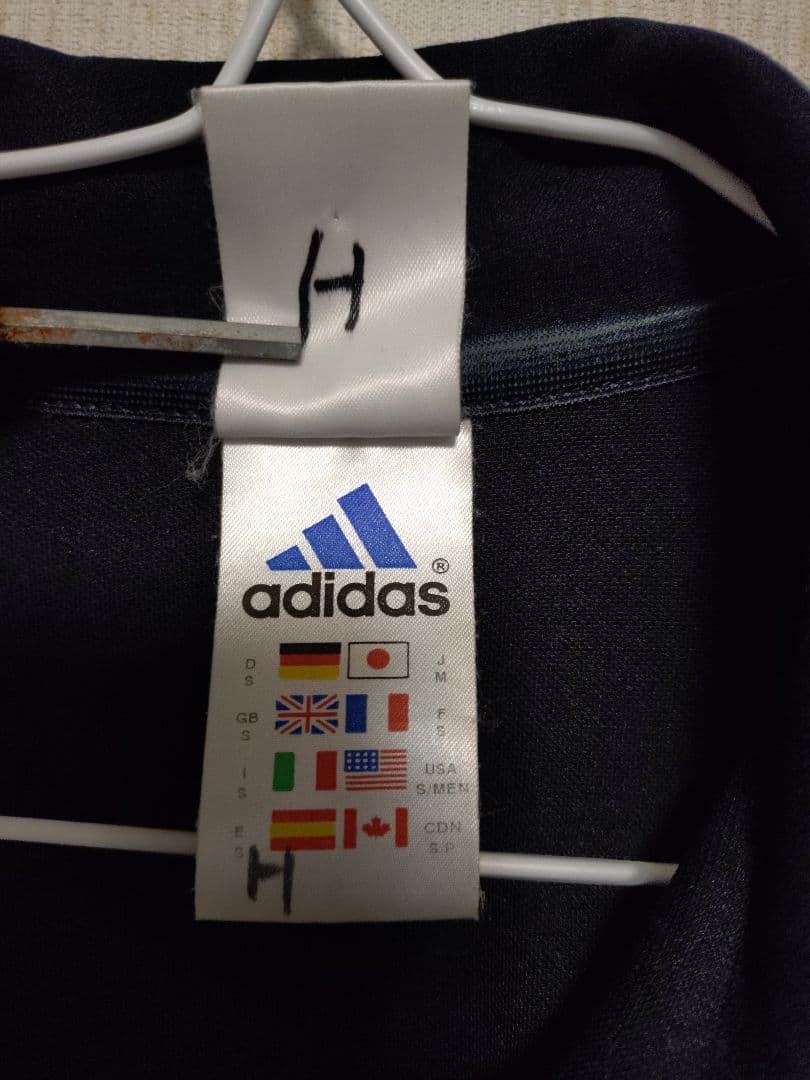 H
adidas®
D J
S M
GB F
S S
I USA
S S/MEN
E CDN
S S.P
H